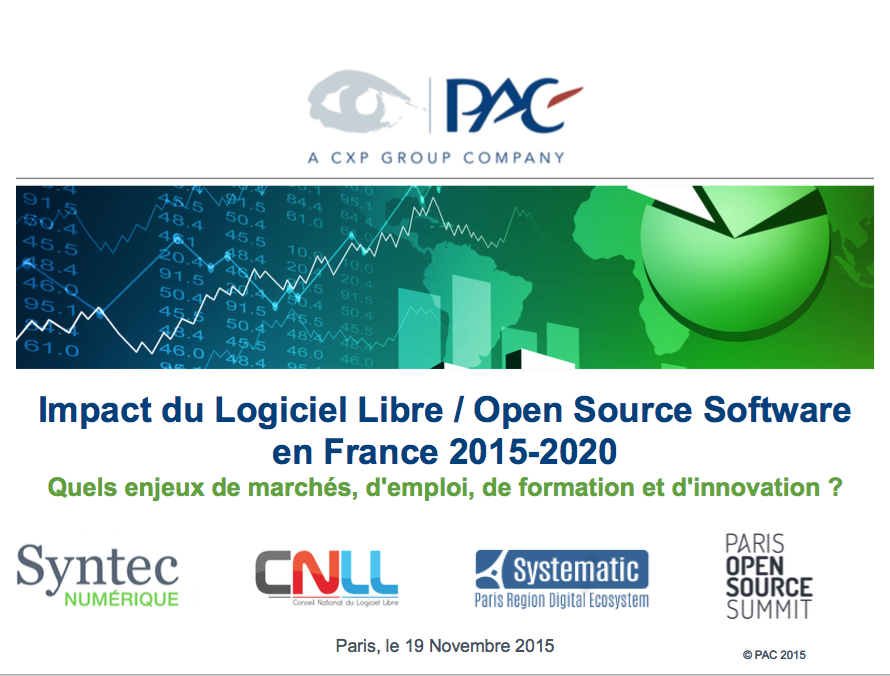 PAC
A CXP GROUP COMPANY
Impact du Logiciel Libre / Open Source Software
en France 2015-2020
Quels enjeux de marchés, d'emploi, de formation et d'innovation ?
Syntec
NUMÉRIQUE
CNLL
Conseil National du Logiciel Libre
Systematic
Paris Region Digital Ecosystem
PARIS
OPEN
SOURCE
SUMMIT
Paris, le 19 Novembre 2015
© PAC 2015